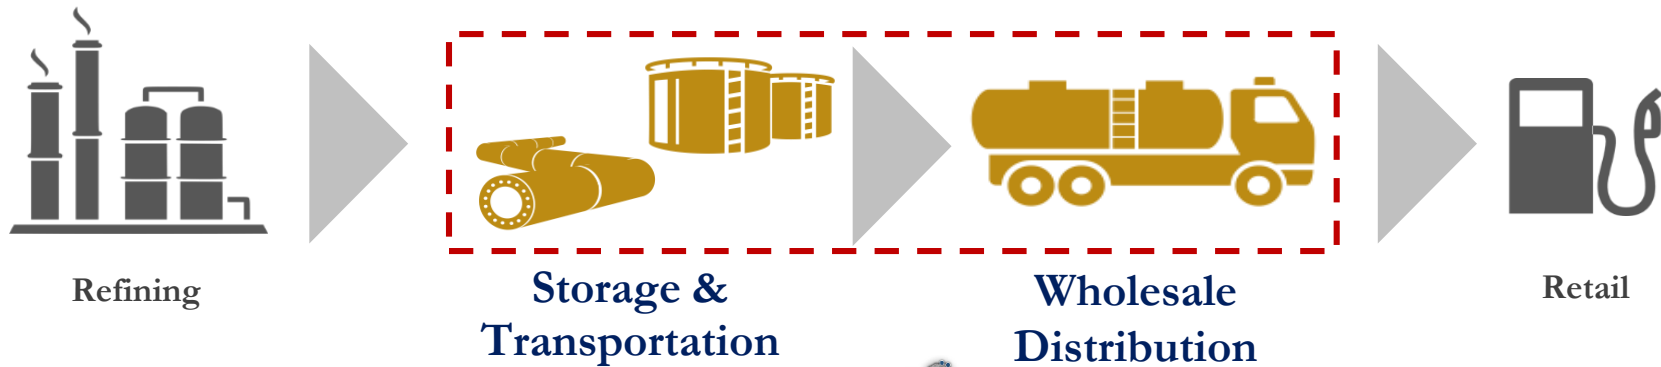 Refining
Storage &
Transportation
Wholesale
Distribution
Retail